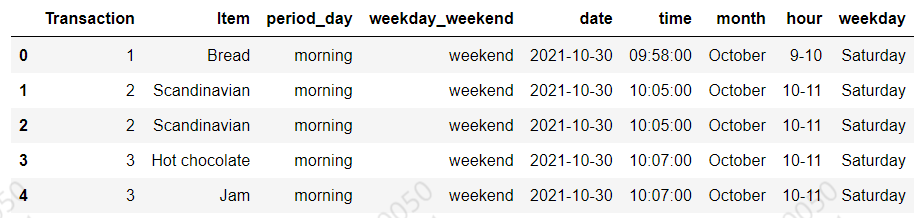 Transaction Item period_day weekday_weekend date time month hour weekday
0 1 Bread morning weekend 2021-10-30 09:58:00 October 9-10 Saturday
1 2 Scandinavian morning weekend 2021-10-30 10:05:00 October 10-11 Saturday
2 2 Scandinavian morning weekend 2021-10-30 10:05:00 October 10-11 Saturday
3 3 Hot chocolate morning weekend 2021-10-30 10:07:00 October 10-11 Saturday
4 3 Jam morning weekend 2021-10-30 10:07:00 October 10-11 Saturday